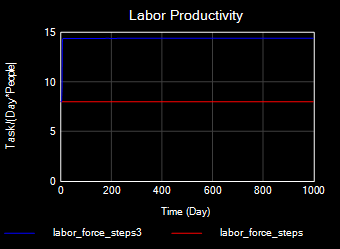 Labor Productivity
15
10
5
0
Task/(Day*People)
0 200 400 600 800 1000
Time (Day)
labor_force_steps3 labor_force_steps